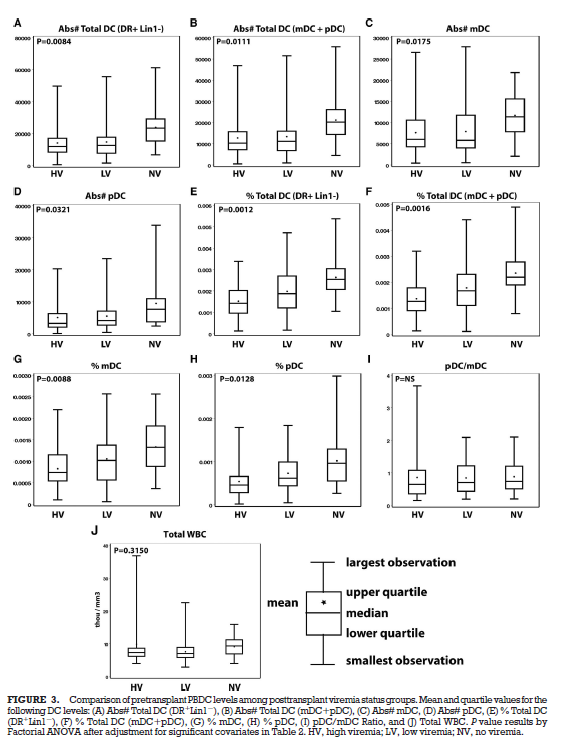 A
Abs# Total DC (DR+ Lin1-)
P=0.0084
80000
60000
40000
20000
0
HV LV NV
B
Abs# Total DC (mDC + pDC)
P=0.0111
60000
50000
40000
30000
20000
10000
0
HV LV NV
C
Abs# mDC
P=0.0175
30000
25000
20000
15000
10000
5000
0
HV LV NV
D
Abs# pDC
P=0.0321
40000
30000
20000
10000
0
HV LV NV
E
% Total DC (DR+ Lin1-)
P=0.0012
0.006
0.005
0.004
0.003
0.002
0.001
0
HV LV NV
F
% Total DC (mDC + pDC)
P=0.0016
0.005
0.004
0.003
0.002
0.001
0
HV LV NV
G
% mDC
P=0.0088
0.0030
0.0025
0.0020
0.0015
0.0010
0.0005
0
HV LV NV
H
% pDC
P=0.0128
0.003
0.002
0.001
0
HV LV NV
I
pDC/mDC
P=NS
4
3
2
1
0
HV LV NV
J
Total WBC
P=0.3150
thou / mm3
40
30
20
10
0
HV LV NV
largest observation
upper quartile
mean
median
lower quartile
smallest observation
FIGURE 3. Comparison of pretransplant PBDC levels among posttransplant viremia status groups. Mean and quartile values for the
following DC levels: (A) Abs# Total DC (DR⁺Lin1⁻), (B) Abs# Total DC (mDC+pDC), (C) Abs# mDC, (D) Abs# pDC, (E) % Total DC
(DR⁺Lin1⁻), (F) % Total DC (mDC+pDC), (G) % mDC, (H) % pDC, (I) pDC/mDC Ratio, and (J) Total WBC. P value results by
Factorial ANOVA after adjustment for significant covariates in Table 2. HV, high viremia; LV, low viremia; NV, no viremia.